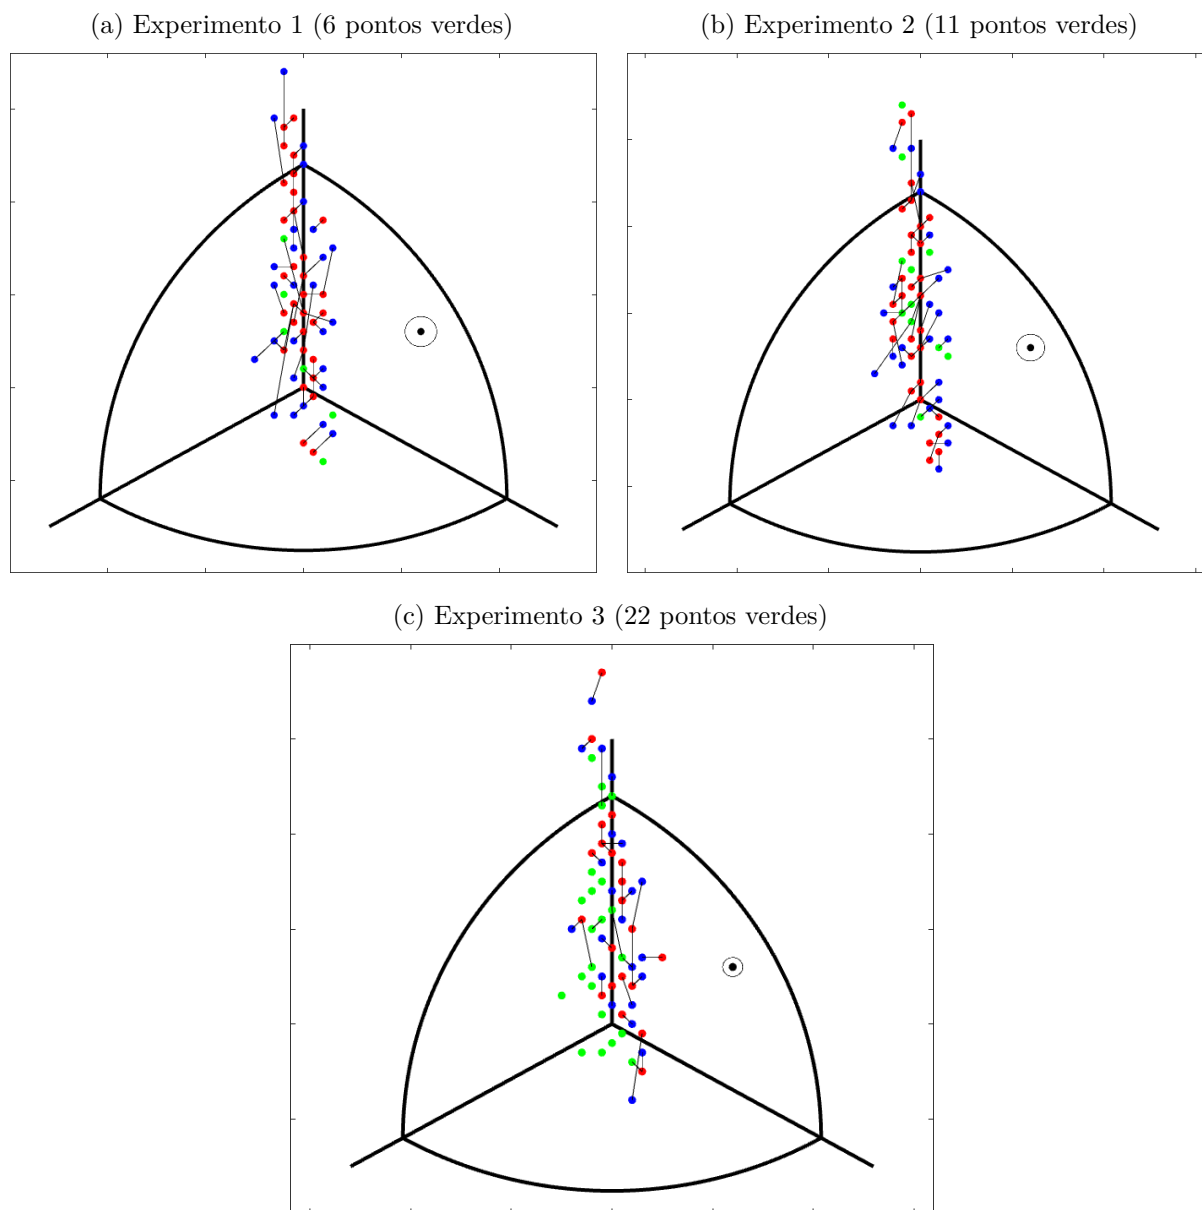 (a) Experimento 1 (6 pontos verdes)
(b) Experimento 2 (11 pontos verdes)
(c) Experimento 3 (22 pontos verdes)